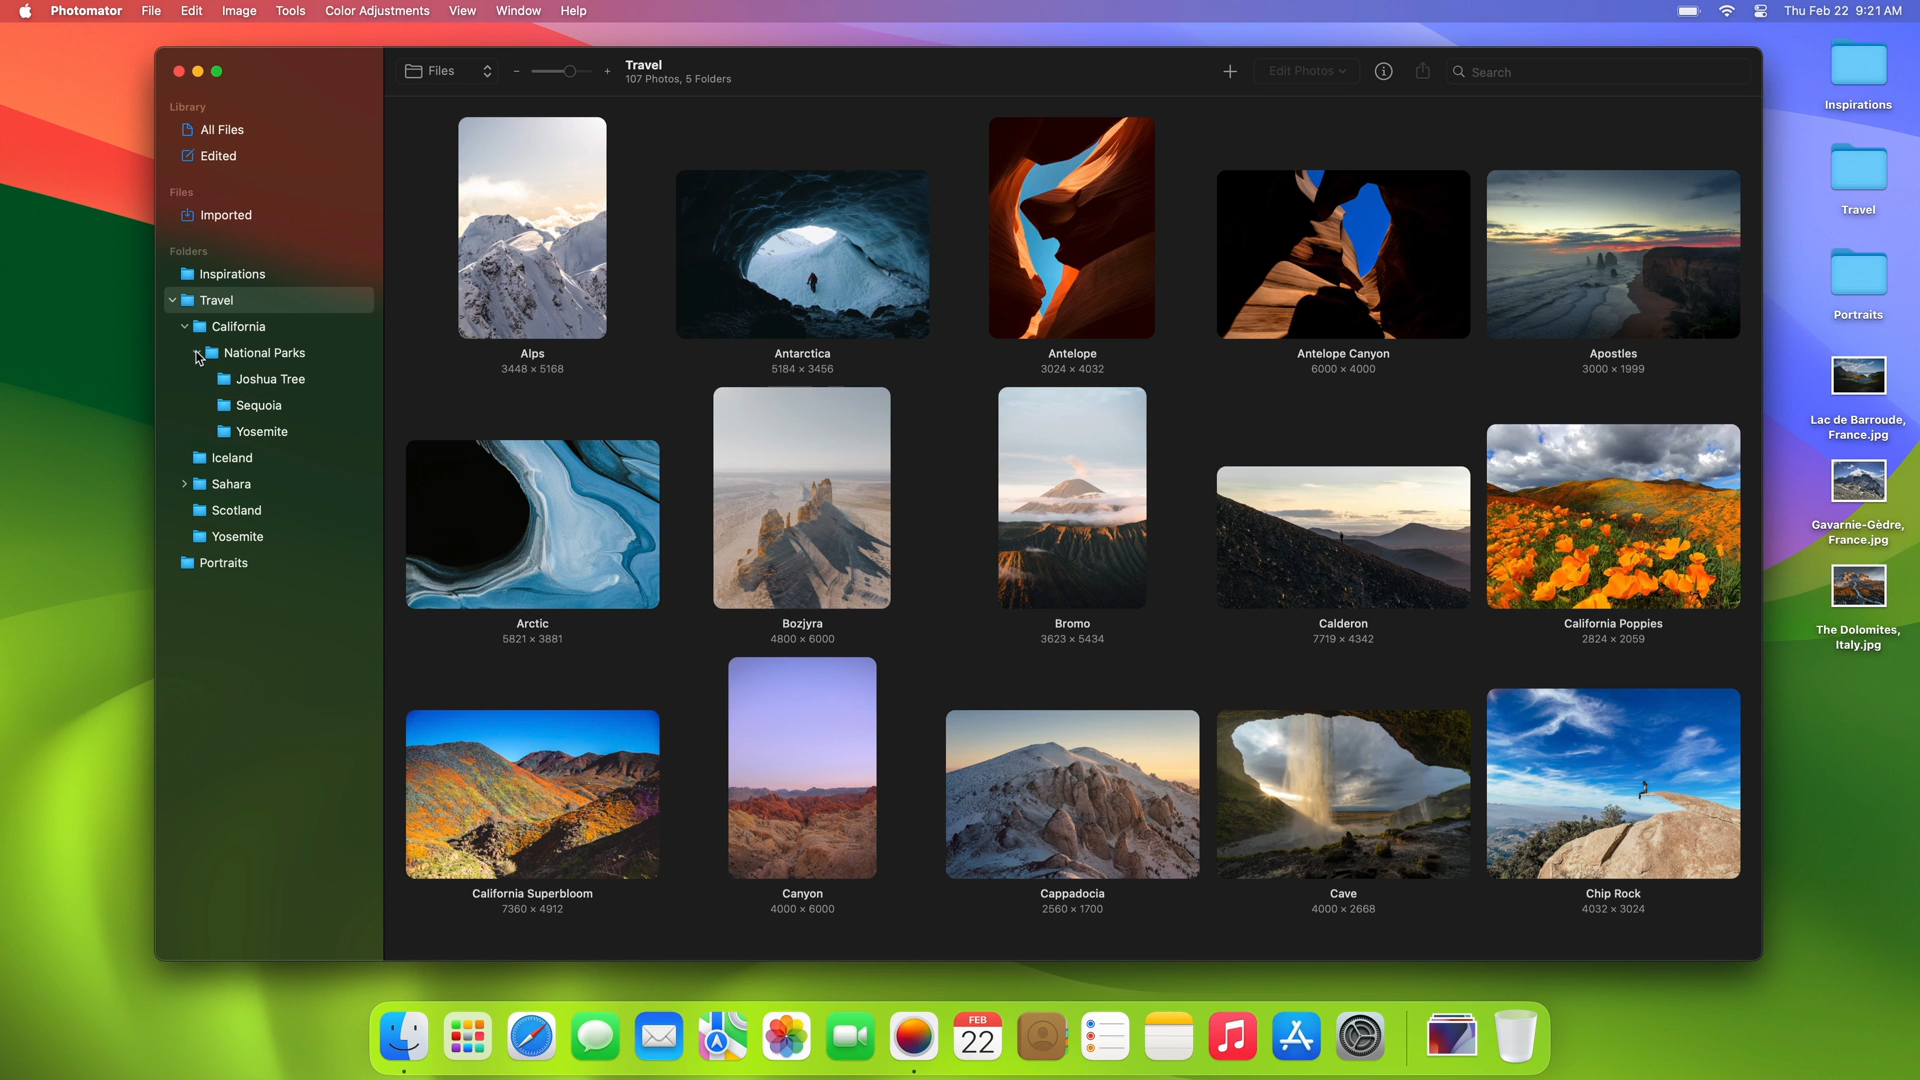 Photomator File Edit Image Tools Color Adjustments View Window Help
Thu Feb 22 9:21 AM
Library
All Files
Edited
Files
Imported
Folders
Inspirations
Travel
California
National Parks
Joshua Tree
Sequoia
Yosemite
Iceland
Sahara
Scotland
Yosemite
Portraits
Files
- +
Travel
107 Photos, 5 Folders
+
Edit Photos
Search
Alps
3448 × 5168
Antarctica
5184 × 3456
Antelope
3024 × 4032
Antelope Canyon
6000 × 4000
Apostles
3000 × 1999
Arctic
5821 × 3881
Bozjyra
4800 × 6000
Bromo
3623 × 5434
Calderon
7719 × 4342
California Poppies
2824 × 2059
California Superbloom
7360 × 4912
Canyon
4000 × 6000
Cappadocia
2560 × 1700
Cave
4000 × 2668
Chip Rock
4032 × 3024
Inspirations
Travel
Portraits
Lac de Barroude,
France.jpg
Gavarnie-Gèdre,
France.jpg
The Dolomites,
Italy.jpg
FEB
22